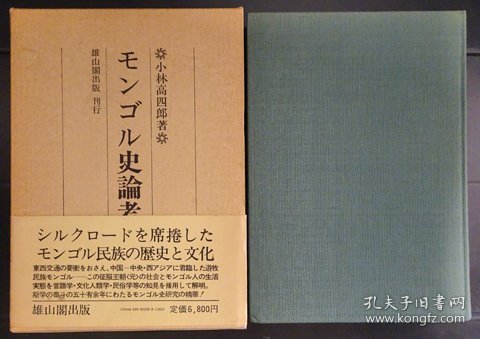 小林高四郎著
モンゴル史論考
雄山閣出版 刊行
シルクロードを席捲した
モンゴル民族の歴史と文化
東西交通の要衝をおさえ、中国―中央・西アジアに君臨した遊牧
民族モンゴル――この征服王朝〈元〉の社会とモンゴル人の生活
実態を言語学・文化人類学・民俗学等の知見を援用して解明。
斯学の泰斗の五十有余年にわたるモンゴル史研究の精華!
雄山閣出版
定価6,800円
孔夫子旧书网
www.kongfz.com